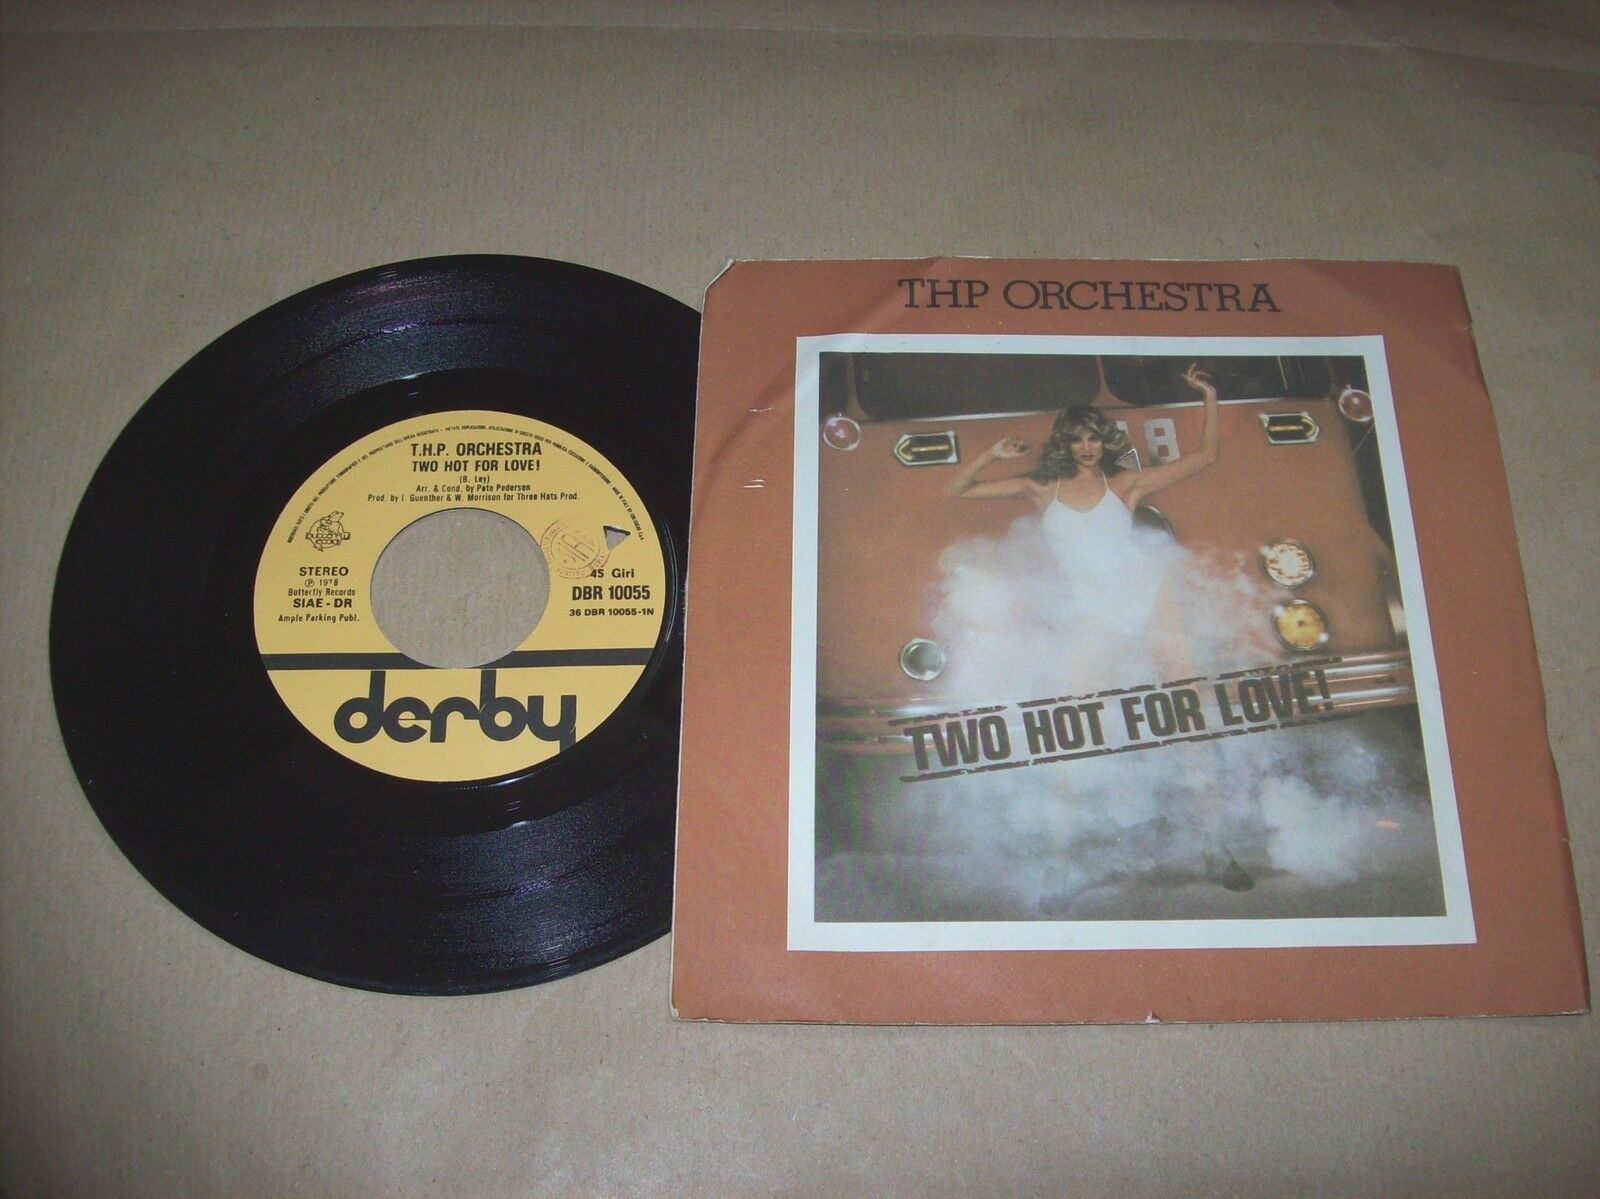 T.H.P. ORCHESTRA
TWO HOT FOR LOVE!
(B. Ley)
Arr. & Cond. by Pete Pedersen
Prod. by I. Guenther & W. Morrison for Three Hats Prod.
STEREO
℗ 1978
Butterfly Records
SIAE - DR
Ample Parking Publ.
45 Giri
DBR 10055
36 DBR 10055-1N
derby
THP ORCHESTRA
18
TWO HOT FOR LOVE!